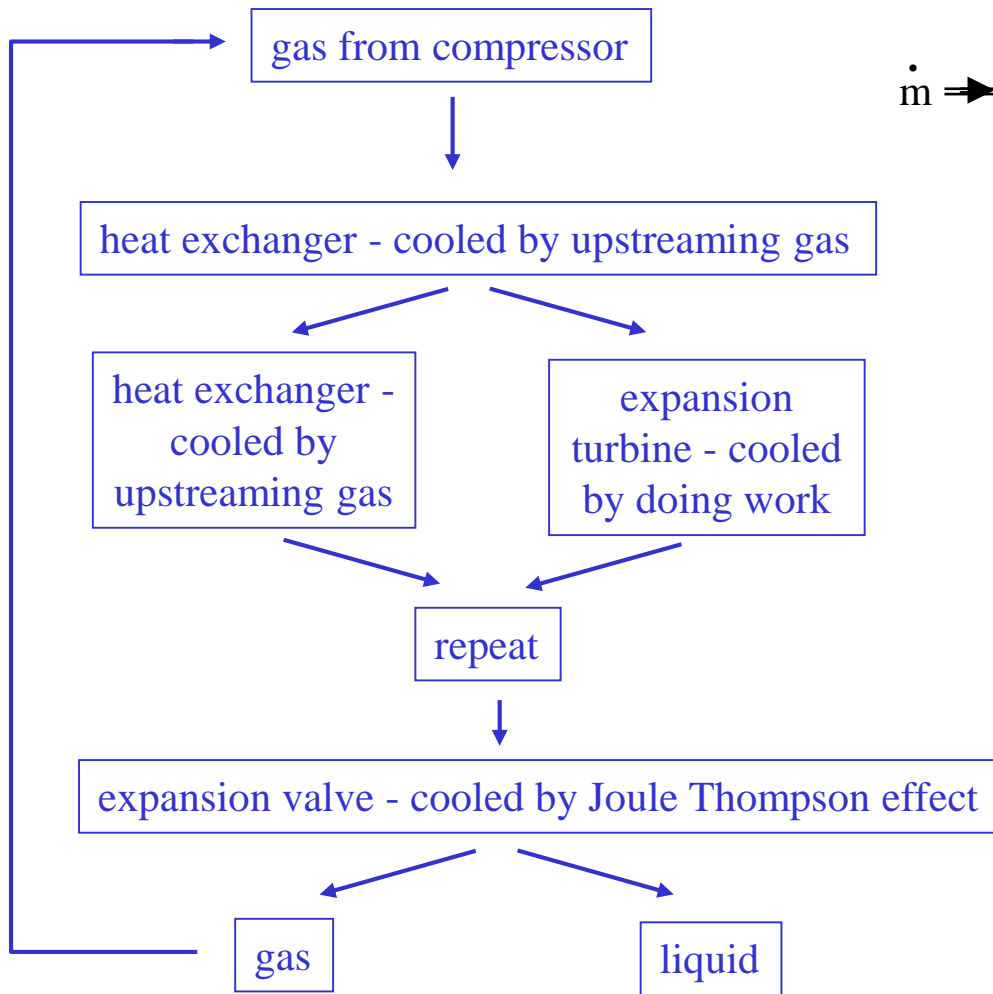 gas from compressor
ṁ
heat exchanger - cooled by upstreaming gas
heat exchanger -
cooled by
upstreaming gas
expansion
turbine - cooled
by doing work
repeat
expansion valve - cooled by Joule Thompson effect
gas
liquid